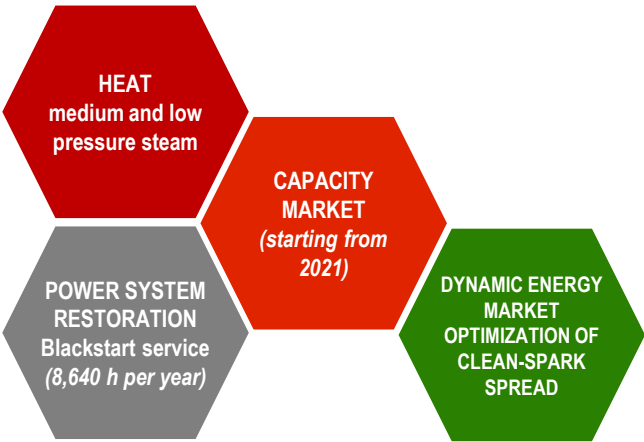 HEAT
medium and low
pressure steam
CAPACITY
MARKET
(starting from
2021)
POWER SYSTEM
RESTORATION
Blackstart service
(8,640 h per year)
DYNAMIC ENERGY
MARKET
OPTIMIZATION OF
CLEAN-SPARK
SPREAD